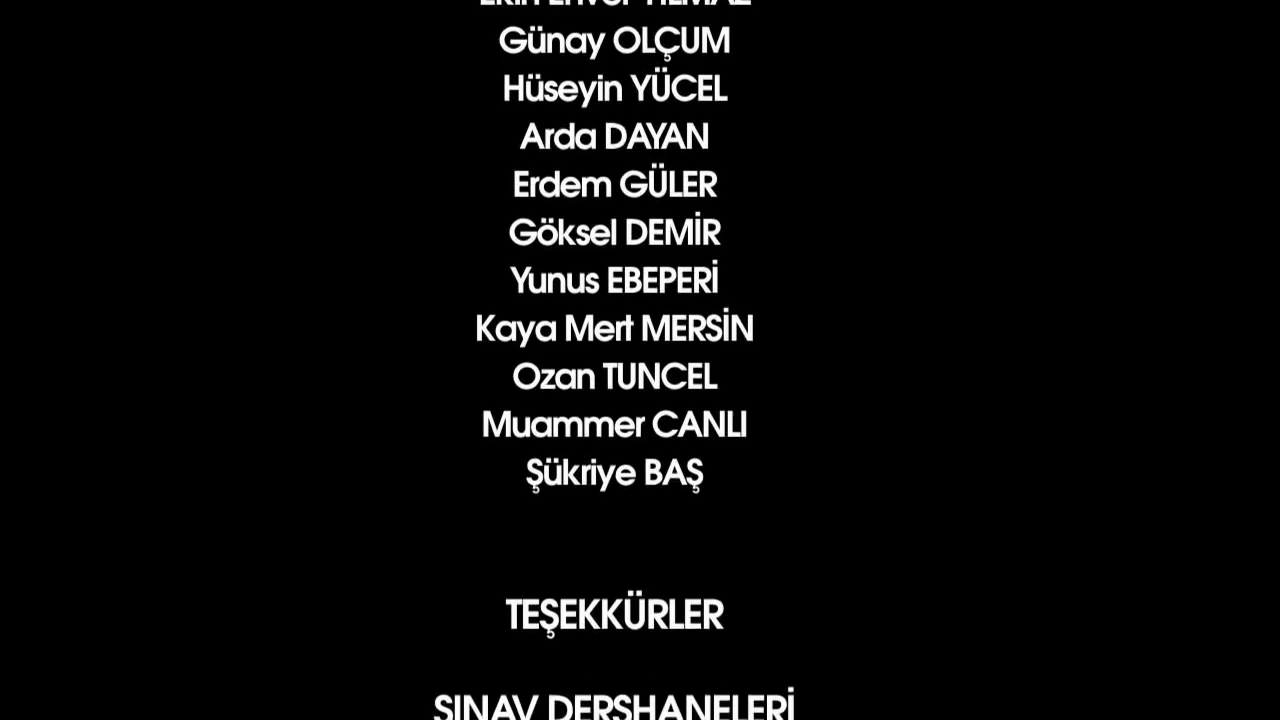 Günay OLÇUM
Hüseyin YÜCEL
Arda DAYAN
Erdem GÜLER
Göksel DEMİR
Yunus EBEPERİ
Kaya Mert MERSİN
Ozan TUNCEL
Muammer CANLI
Şükriye BAŞ
TEŞEKKÜRLER
SINAV DERSHANELERİ